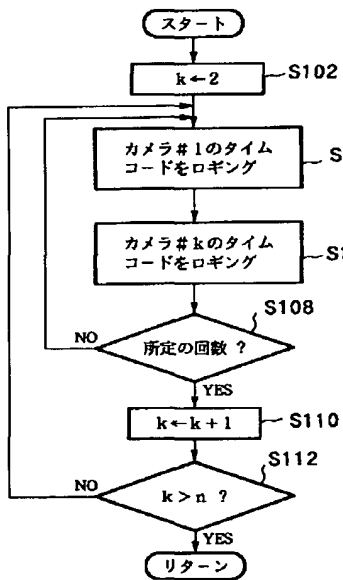 スタート
k←2
S102
カメラ#1のタイム
コードをロギング
カメラ#kのタイム
コードをロギング
S108
所定の回数 ?
NO
YES
k←k+1
S110
S112
k>n ?
NO
YES
リターン